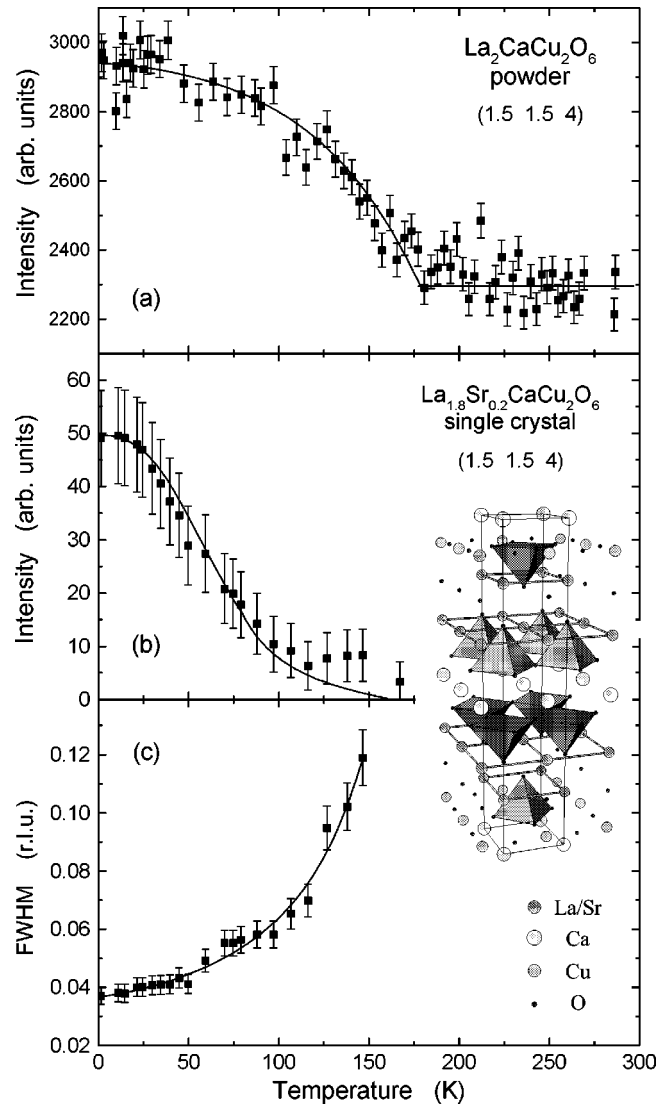 3000
2800
2600
2400
2200
Intensity (arb. units)
La2CaCu2O6
powder
(1.5 1.5 4)
(a)
60
50
40
30
20
10
0
Intensity (arb. units)
La1.8Sr0.2CaCu2O6
single crystal
(1.5 1.5 4)
(b)
(c)
0.12
0.10
0.08
0.06
0.04
0.02
FWHM (r.l.u.)
La/Sr
Ca
Cu
O
0 50 100 150 200 250 300
Temperature (K)